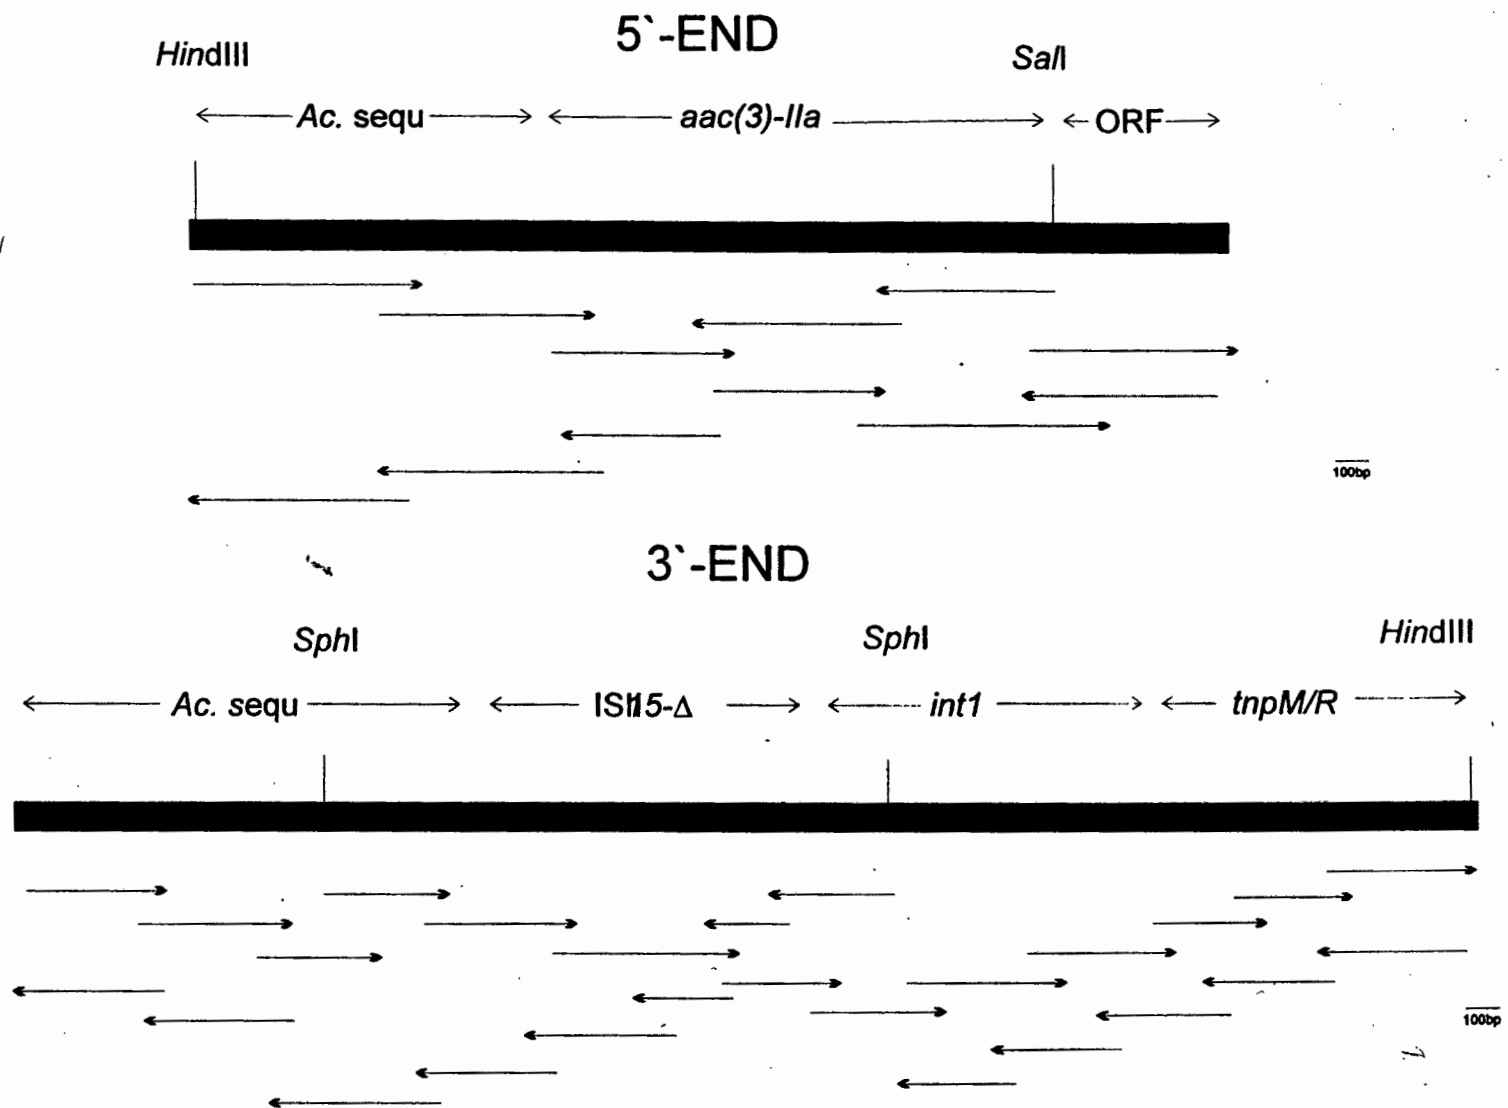 5`-END
HindIII SalI
Ac. sequ aac(3)-IIa ORF
100bp
3`-END
SphI SphI HindIII
Ac. sequ int1 tnpM/R
100bp